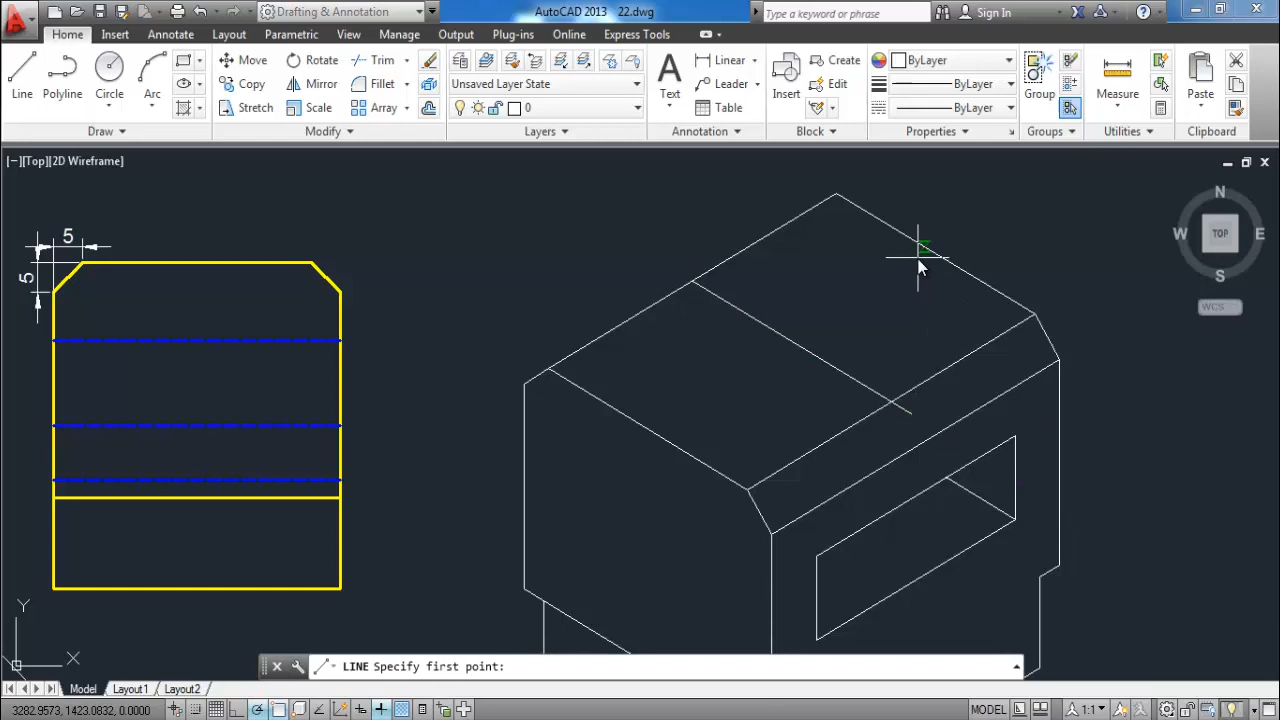 Drafting & Annotation
AutoCAD 2013 22.dwg
Type a keyword or phrase
Sign In
Home Insert Annotate Layout Parametric View Manage Output Plug-ins Online Express Tools
Line
Polyline
Circle
Arc
Move
Copy
Stretch
Rotate
Mirror
Scale
Trim
Fillet
Array
Unsaved Layer State
0
Text
Linear
Leader
Table
Insert
Create
Edit
ByLayer
ByLayer
ByLayer
Group
Measure
Paste
Draw Modify Layers Annotation Block Properties Groups Utilities Clipboard
[−][Top][2D Wireframe]
N
W TOP E
S
WCS
5
5
Y
X
LINE Specify first point:
Model Layout1 Layout2
3282.9573, 1423.0832, 0.0000
MODEL
1:1